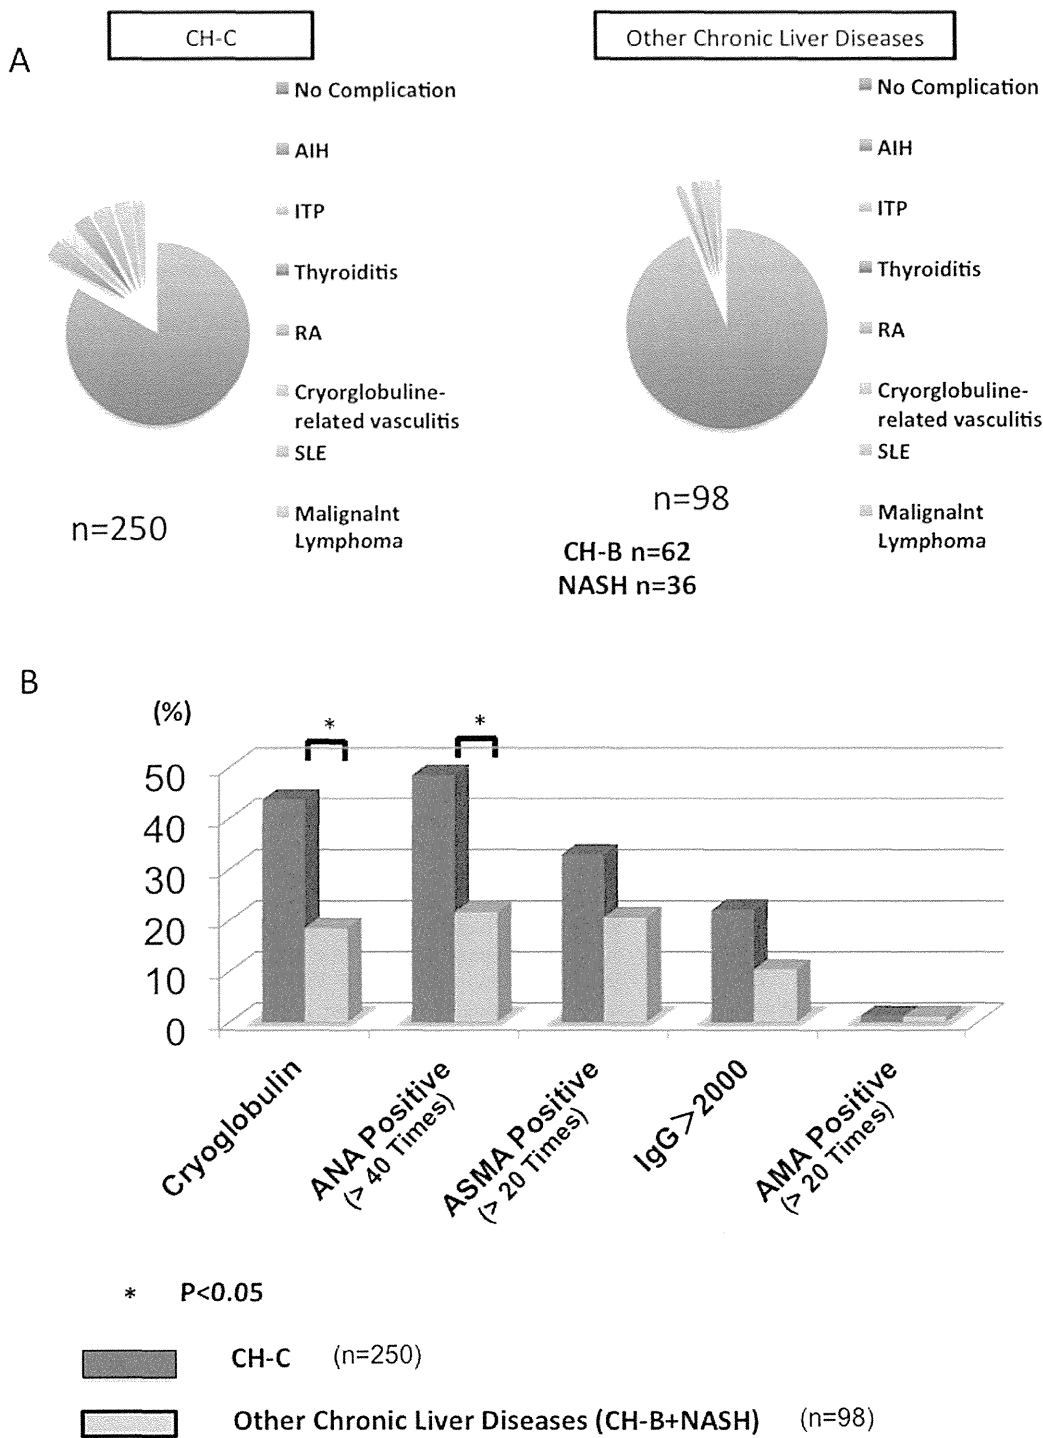 A
CH-C
No Complication
AIH
ITP
Thyroiditis
RA
Cryorglobuline-
related vasculitis
SLE
Malignalnt
Lymphoma
n=250
Other Chronic Liver Diseases
No Complication
AIH
ITP
Thyroiditis
RA
Cryorglobuline-
related vasculitis
SLE
Malignalnt
Lymphoma
n=98
CH-B n=62
NASH n=36
B
(%)
* *
50
40
30
20
10
0
Cryoglobulin
ANA Positive
(> 40 Times)
ASMA Positive
(> 20 Times)
IgG>2000
AMA Positive
(> 20 Times)
* P<0.05
CH-C (n=250)
Other Chronic Liver Diseases (CH-B+NASH) (n=98)